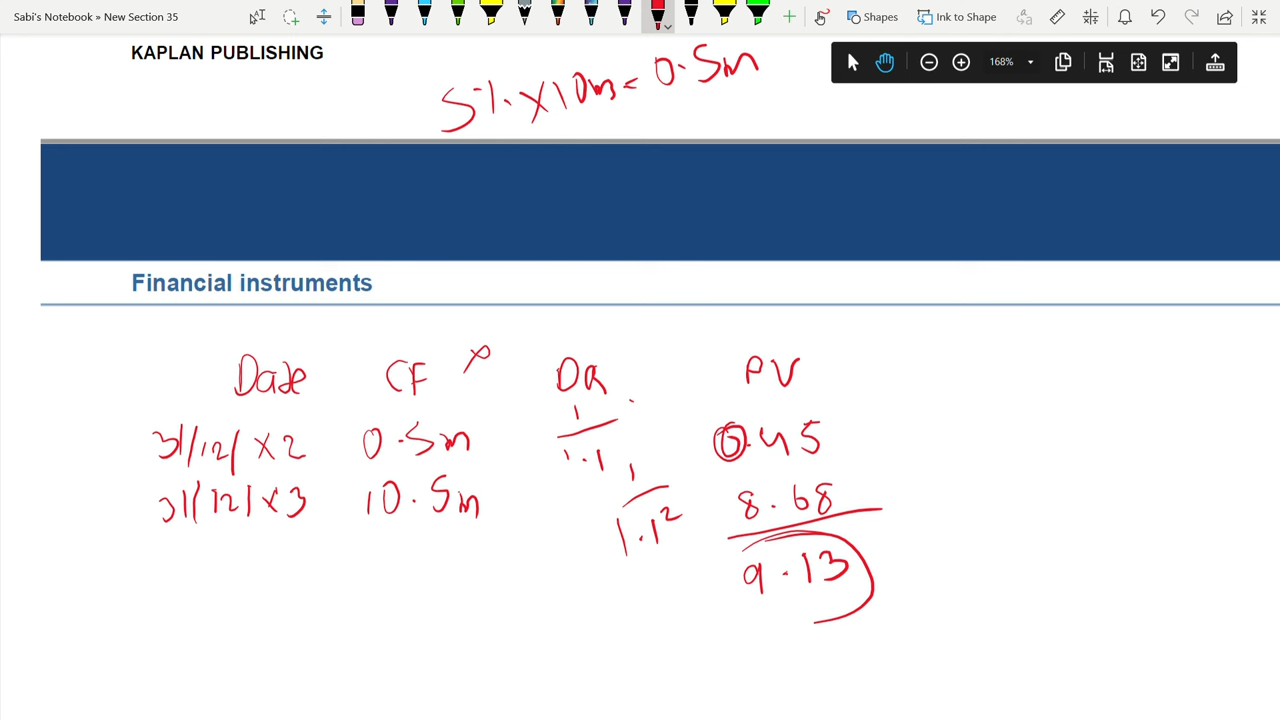 Sabi's Notebook » New Section 35
Shapes
Ink to Shape
KAPLAN PUBLISHING
168%
5% × 10m = 0.5m
Financial instruments
Date CF × DR PV
31/12/X2 0.5m 1/1.1 0.45
31/12/X3 10.5m 1/1.1² 8.68
9.13